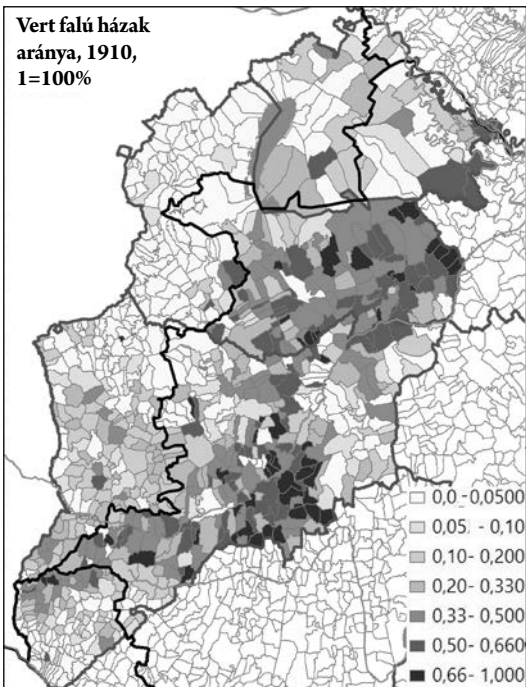 Vert falú házak
aránya, 1910,
1=100%
0,0 - 0,0500
0,05 - 0,10
0,10 - 0,200
0,20 - 0,330
0,33 - 0,500
0,50 - 0,660
0,66 - 1,000